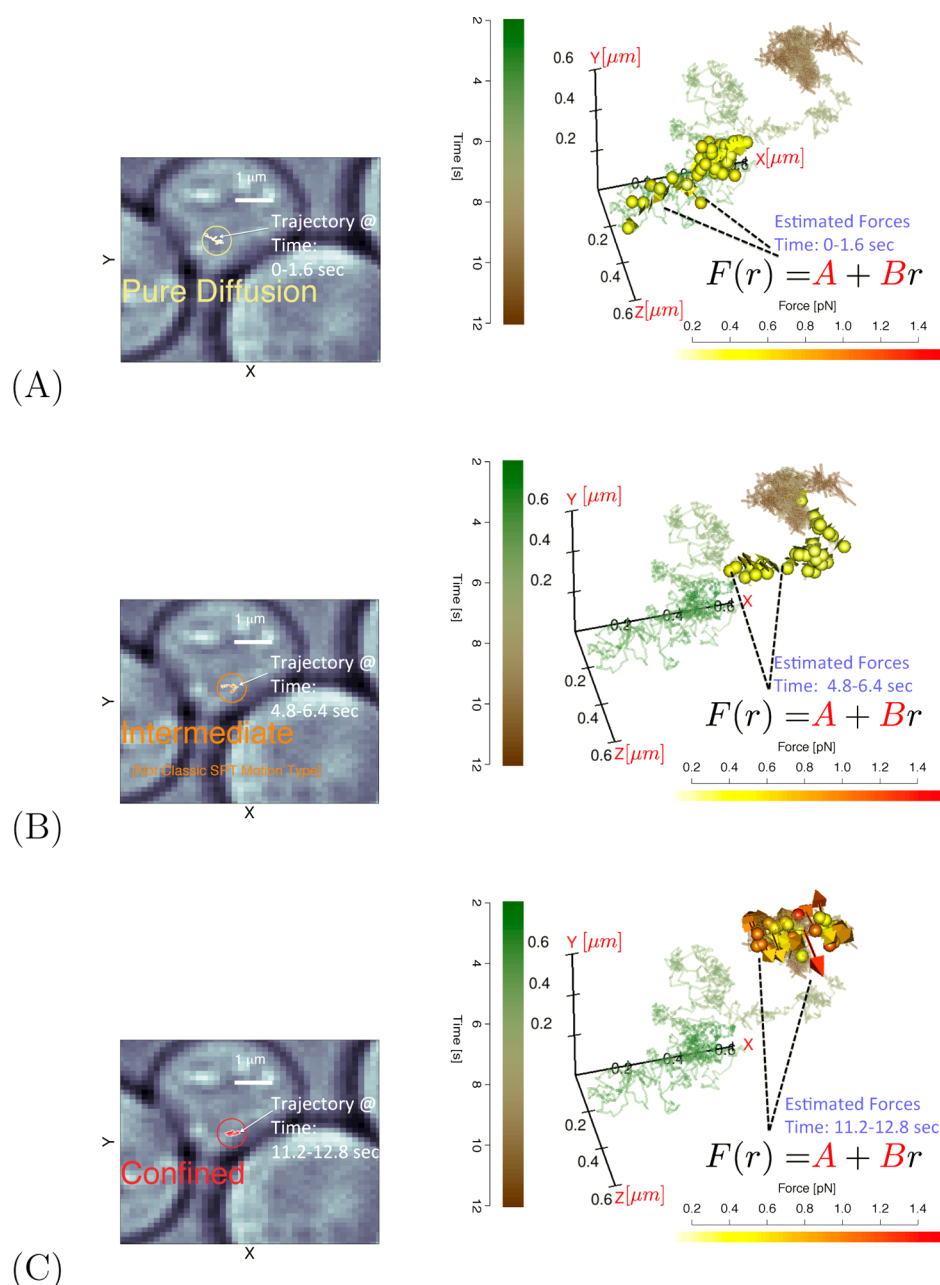 2
4
6
8
10
12
Time [s]
Y[μm]
0.6
0.4
0.2
X[μm]
0.2
0.4
0.6
Z[μm]
1 μm
Trajectory @
Time:
0-1.6 sec
Pure Diffusion
Y
X
Estimated Forces
Time: 0-1.6 sec
F(r) =A + Br
Force [pN]
0.2 0.4 0.6 0.8 1.0 1.2 1.4
(A)
2
4
6
8
10
12
Time [s]
Y [μm]
0.6
0.4
0.2
X
0.2 0.4 0.6
0.2
0.4
0.6
Z[μm]
1 μm
Trajectory @
Time:
4.8-6.4 sec
Intermediate
[Not Classic SPT Motion Type]
Y
X
Estimated Forces
Time: 4.8-6.4 sec
F(r) =A + Br
Force [pN]
0.2 0.4 0.6 0.8 1.0 1.2 1.4
(B)
2
4
6
8
10
12
Time [s]
Y [μm]
0.6
0.4
0.2
X
0.2 0.4 0.6
0.2
0.4
0.6
Z[μm]
1 μm
Trajectory @
Time:
11.2-12.8 sec
Confined
Y
X
Estimated Forces
Time: 11.2-12.8 sec
F(r) =A + Br
Force [pN]
0.2 0.4 0.6 0.8 1.0 1.2 1.4
(C)